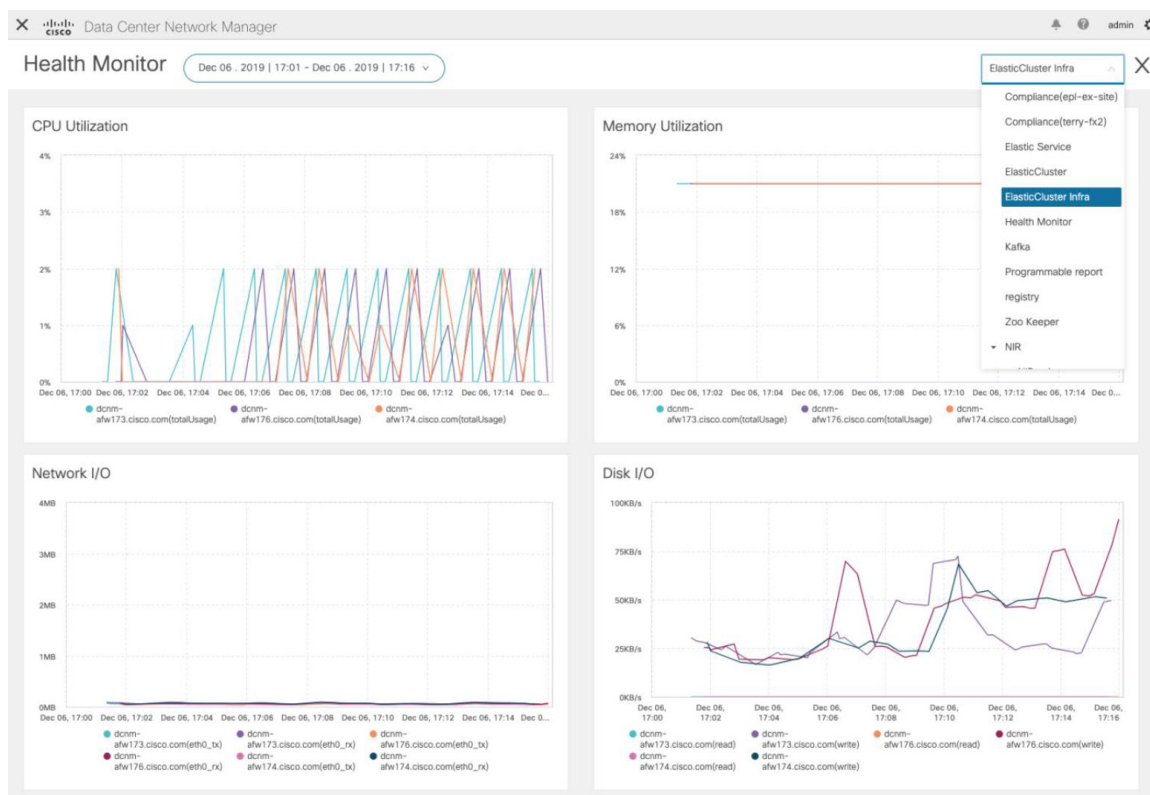 CISCO Data Center Network Manager
admin
Health Monitor
Dec 06 . 2019 | 17:01 - Dec 06 . 2019 | 17:16
ElasticCluster Infra
Compliance(epl-ex-site)
Compliance(terry-fx2)
Elastic Service
ElasticCluster
ElasticCluster Infra
Health Monitor
Kafka
Programmable report
registry
Zoo Keeper
NIR
CPU Utilization
4%
3%
2%
1%
0%
Dec 06, 17:00 Dec 06, 17:02 Dec 06, 17:04 Dec 06, 17:06 Dec 06, 17:08 Dec 06, 17:10 Dec 06, 17:12 Dec 06, 17:14 Dec 0...
dcnm- dcnm- dcnm-
afw173.cisco.com(totalUsage) afw176.cisco.com(totalUsage) afw174.cisco.com(totalUsage)
Memory Utilization
24%
18%
12%
6%
0%
Dec 06, 17:00 Dec 06, 17:02 Dec 06, 17:04 Dec 06, 17:06 Dec 06, 17:08 Dec 06, 17:10 Dec 06, 17:12 Dec 06, 17:14 Dec 0...
dcnm- dcnm- dcnm-
afw173.cisco.com(totalUsage) afw176.cisco.com(totalUsage) afw174.cisco.com(totalUsage)
Network I/O
4MB
3MB
2MB
1MB
0MB
Dec 06, 17:00 Dec 06, 17:02 Dec 06, 17:04 Dec 06, 17:06 Dec 06, 17:08 Dec 06, 17:10 Dec 06, 17:12 Dec 06, 17:14 Dec 0...
dcnm- dcnm- dcnm-
afw173.cisco.com(eth0_tx) afw173.cisco.com(eth0_rx) afw176.cisco.com(eth0_tx)
dcnm- dcnm- dcnm-
afw176.cisco.com(eth0_rx) afw174.cisco.com(eth0_tx) afw174.cisco.com(eth0_rx)
Disk I/O
100KB/s
75KB/s
50KB/s
25KB/s
0KB/s
Dec 06, Dec 06, Dec 06, Dec 06, Dec 06, Dec 06, Dec 06, Dec 06, Dec 06,
17:00 17:02 17:04 17:06 17:08 17:10 17:12 17:14 17:16
dcnm- dcnm- dcnm- dcnm-
afw173.cisco.com(read) afw173.cisco.com(write) afw176.cisco.com(read) afw176.cisco.com(write)
dcnm- dcnm-
afw174.cisco.com(read) afw174.cisco.com(write)